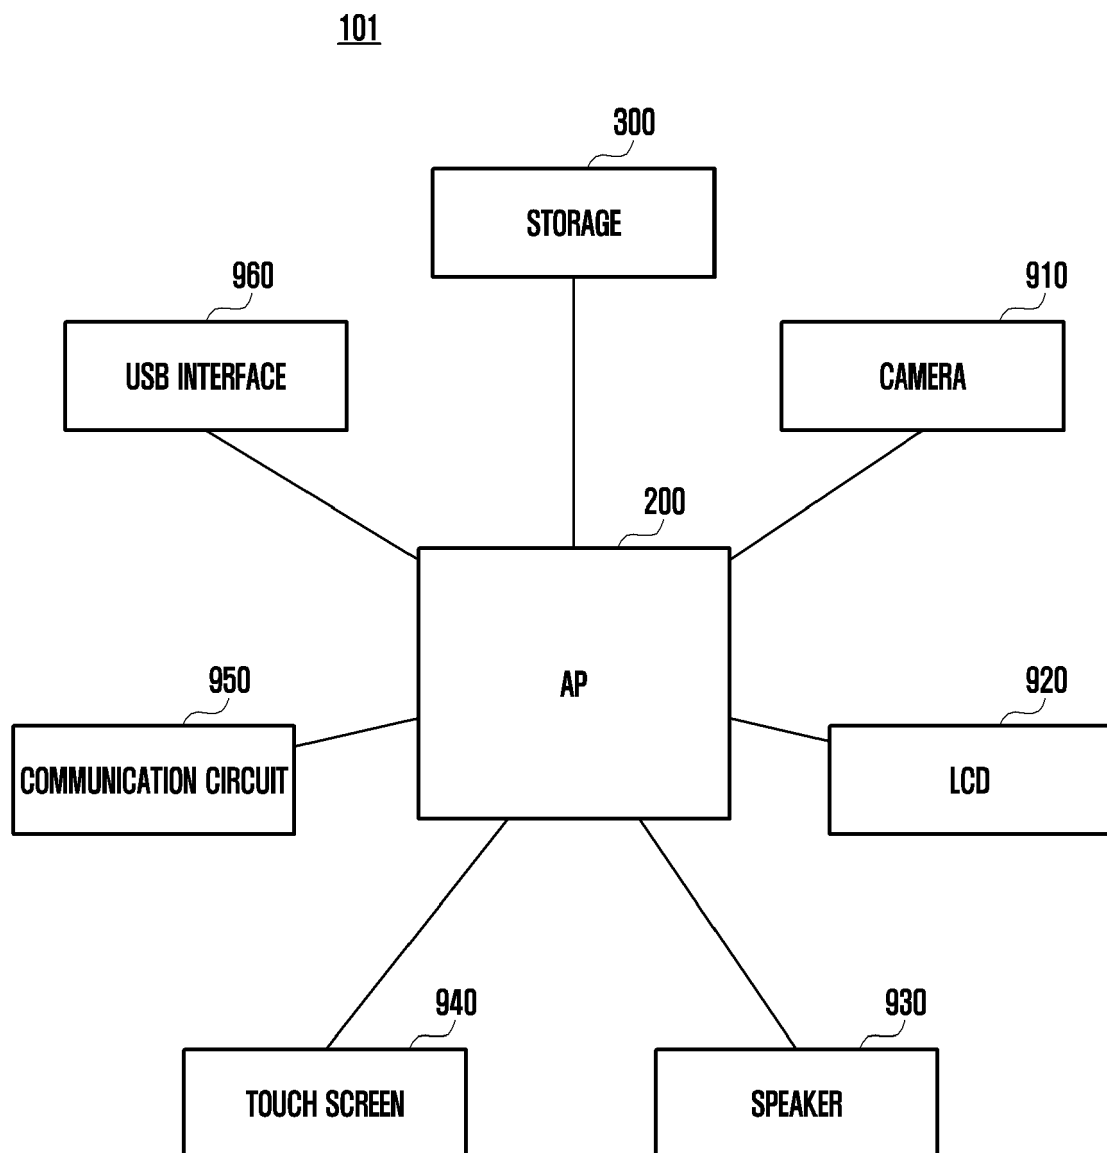 101
300
STORAGE
960
USB INTERFACE
910
CAMERA
200
AP
950
COMMUNICATION CIRCUIT
920
LCD
940
TOUCH SCREEN
930
SPEAKER